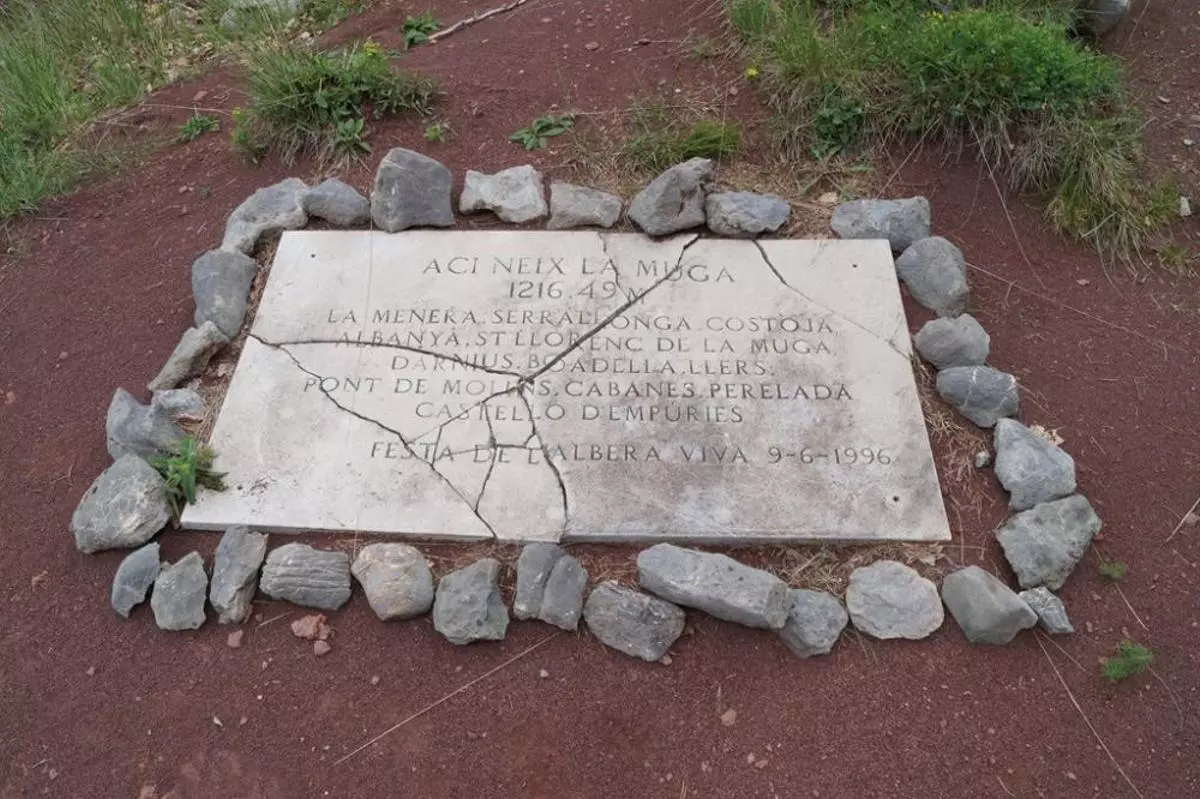 ACI NEIX LA MUGA
1216,49 M
LA MENERA, SERRALLONGA, COSTOJA,
ALBANYÀ, ST LLORENÇ DE LA MUGA,
DARNIUS, BOADELLA, LLERS,
PONT DE MOLINS, CABANES, PERELADA
CASTELLÓ D'EMPÚRIES
FESTA DE L'ALBERA VIVA 9-6-1996